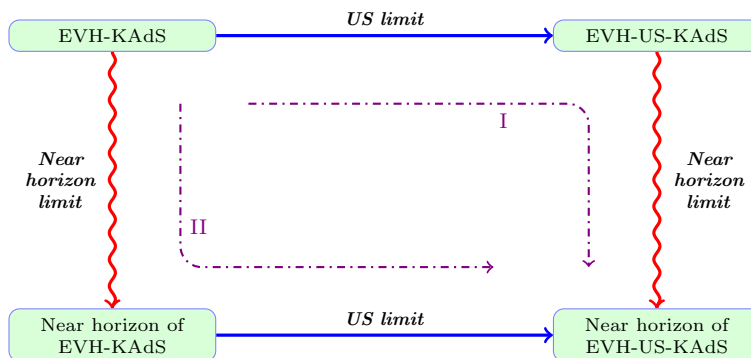 US limit
EVH-KAdS
EVH-US-KAdS
I
Near
horizon
limit
Near
horizon
limit
II
Near horizon of
EVH-KAdS
US limit
Near horizon of
EVH-US-KAdS